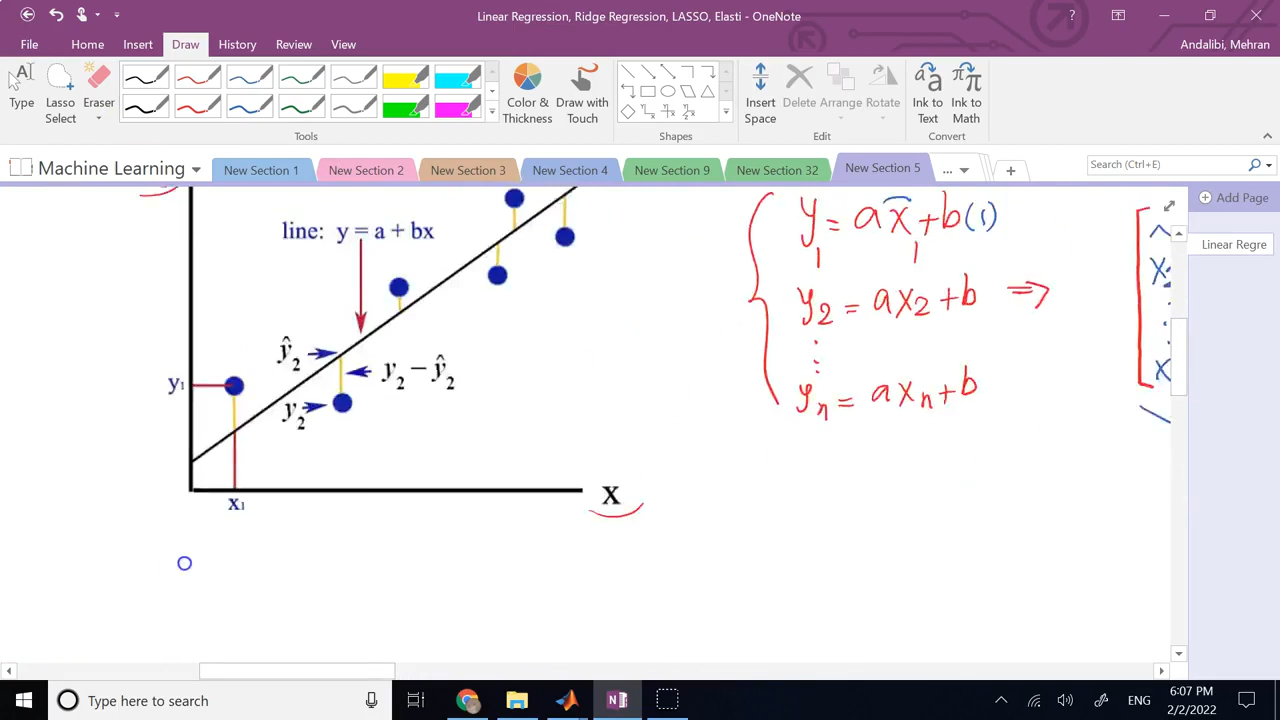 Linear Regression, Ridge Regression, LASSO, Elasti - OneNote
File Home Insert Draw History Review View
Andalibi, Mehran
Type
Lasso Select
Eraser
Color & Thickness
Draw with Touch
Insert Space
Delete Arrange Rotate
Ink to Text
Ink to Math
Tools Shapes Edit Convert
Machine Learning
New Section 1 New Section 2 New Section 3 New Section 4 New Section 9 New Section 32 New Section 5 ...
Search (Ctrl+E)
Add Page
Linear Regre
line: y = a + bx
ŷ2
y2 − ŷ2
y1
y2
x1
X
y1 = ax1 + b(1)
y2 = ax2 + b ⇒
⋮
yn = axn + b
Type here to search
ENG
6:07 PM
2/2/2022